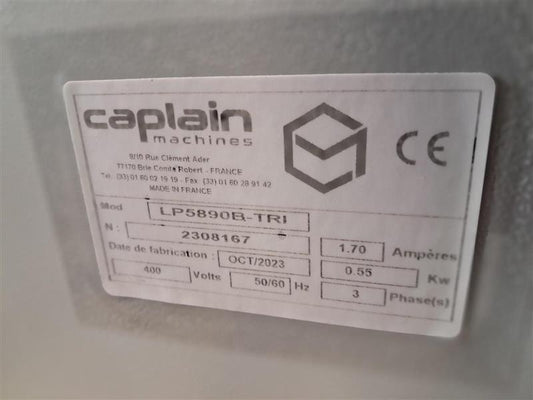 caplain
machines
8/10 Rue Clément Ader
77170 Brie Comte Robert - FRANCE
Tel. (33) 01 60 02 19 19 - Fax (33) 01 60 28 91 42
MADE IN FRANCE
CE
Mod LP5890B-TRI
N : 2308167 1.70 Ampères
Date de fabrication : OCT/2023 0.55 Kw
400 Volts 50/60 Hz 3 Phase(s)